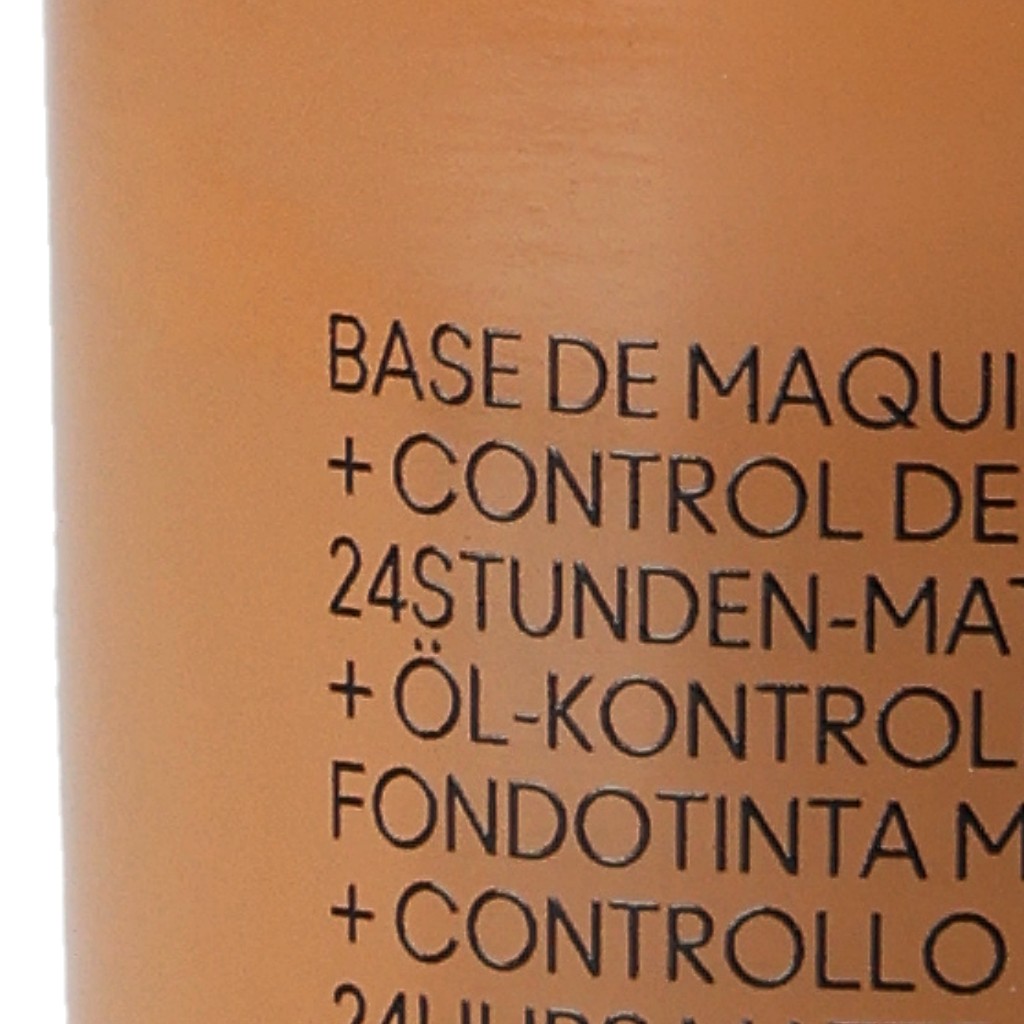 BASE DE MAQUI
+ CONTROL DE
24STUNDEN-MAT
+ ÖL-KONTROL
FONDOTINTA M
+ CONTROLLO